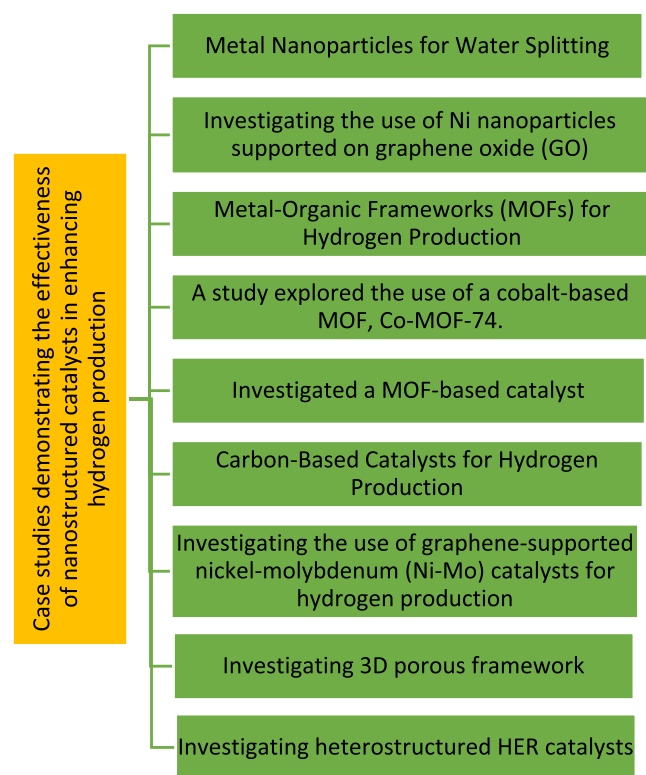 Case studies demonstrating the effectiveness
of nanostructured catalysts in enhancing
hydrogen production
Metal Nanoparticles for Water Splitting
Investigating the use of Ni nanoparticles
supported on graphene oxide (GO)
Metal-Organic Frameworks (MOFs) for
Hydrogen Production
A study explored the use of a cobalt-based
MOF, Co-MOF-74.
Investigated a MOF-based catalyst
Carbon-Based Catalysts for Hydrogen
Production
Investigating the use of graphene-supported
nickel-molybdenum (Ni-Mo) catalysts for
hydrogen production
Investigating 3D porous framework
Investigating heterostructured HER catalysts